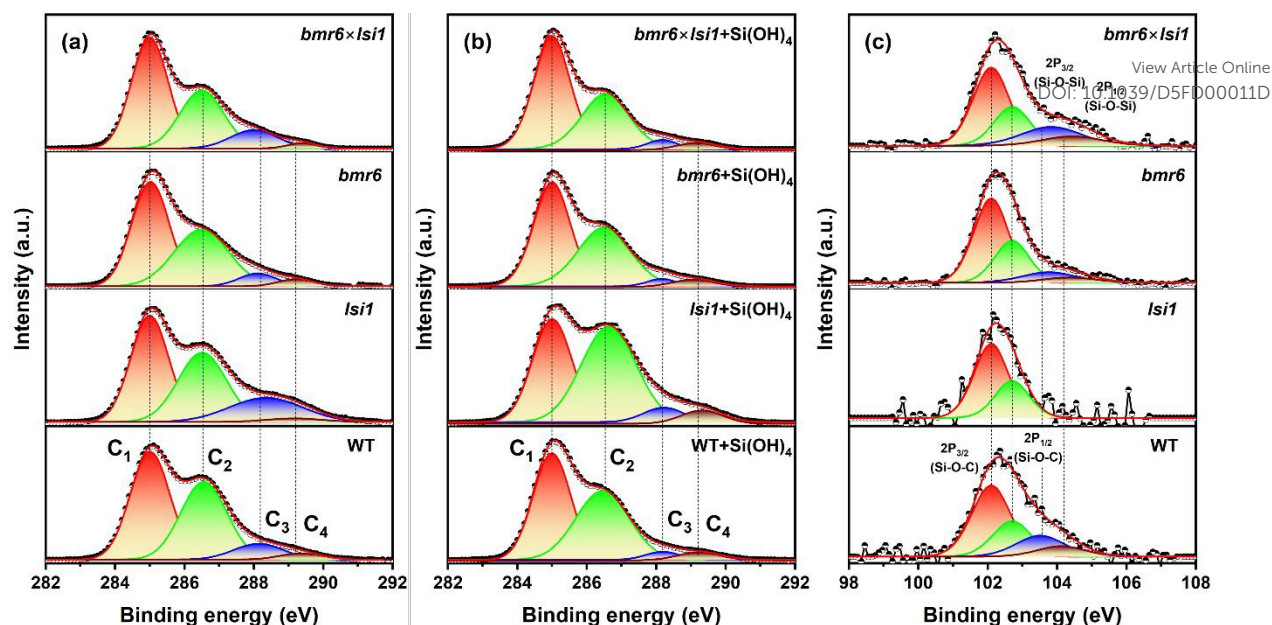 View Article Online
DOI: 10.1039/D5FD00011D
Intensity (a.u.)
(a)
bmr6×lsi1
bmr6
lsi1
WT
C₁
C₂
C₃
C₄
282 284 286 288 290 292
Binding energy (eV)
Intensity (a.u.)
(b)
bmr6×lsi1+Si(OH)₄
bmr6+Si(OH)₄
lsi1+Si(OH)₄
WT+Si(OH)₄
C₁
C₂
C₃
C₄
282 284 286 288 290 292
Binding energy (eV)
Intensity (a.u.)
(c)
bmr6×lsi1
2P₃/₂
(Si-O-Si)
2P₁/₂
(Si-O-Si)
bmr6
lsi1
WT
2P₃/₂
(Si-O-C)
2P₁/₂
(Si-O-C)
98 100 102 104 106 108
Binding energy (eV)